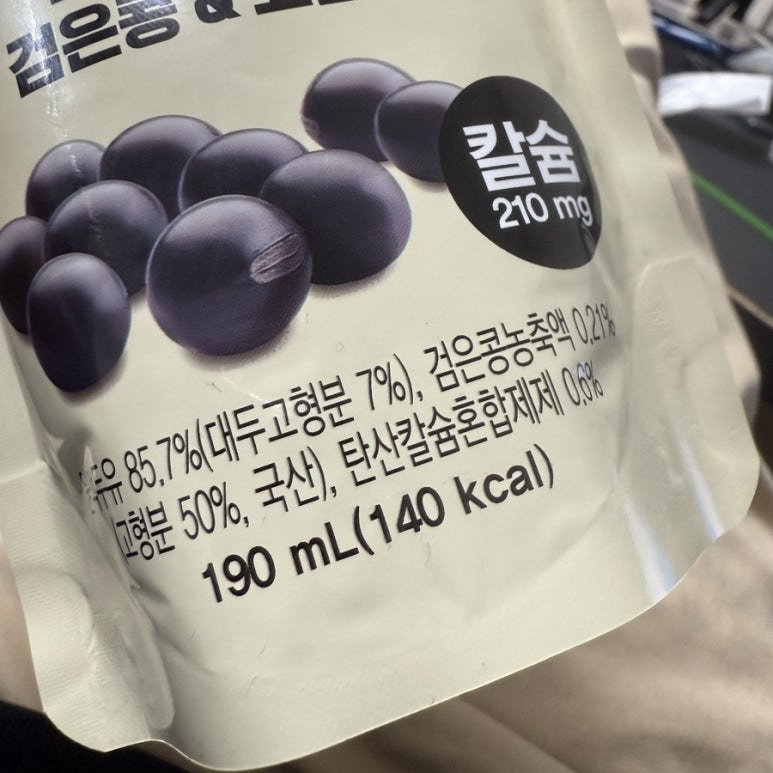 검은콩 &
칼슘
210 mg
두유 85.7%(대두고형분 7%), 검은콩농축액 0.21%
(고형분 50%, 국산), 탄산칼슘혼합제제 0.6%
190 mL(140 kcal)